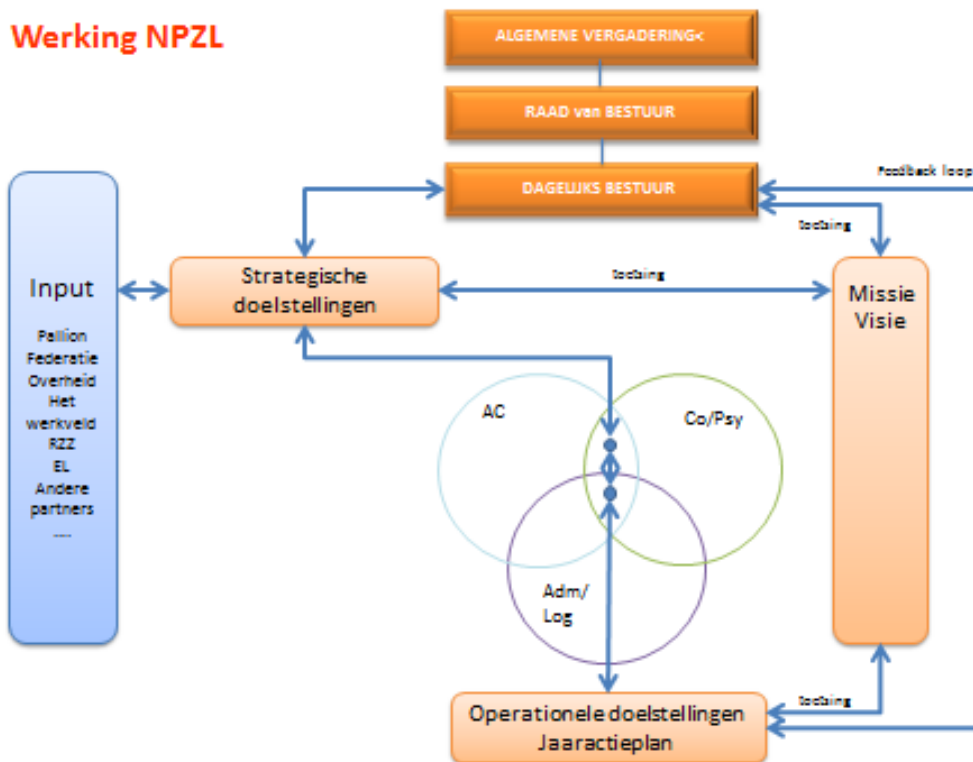 Werking NPZL
ALGEMENE VERGADERING<
RAAD van BESTUUR
DAGELIJKS BESTUUR
Feedback loop
toetsing
Input
Pallion
Federatie
Overheid
Het
werkveld
RZZ
EL
Andere
partners
....
Strategische
doelstellingen
toetsing
Missie
Visie
AC
Co/Psy
Adm/
Log
toetsing
Operationele doelstellingen
Jaaractieplan